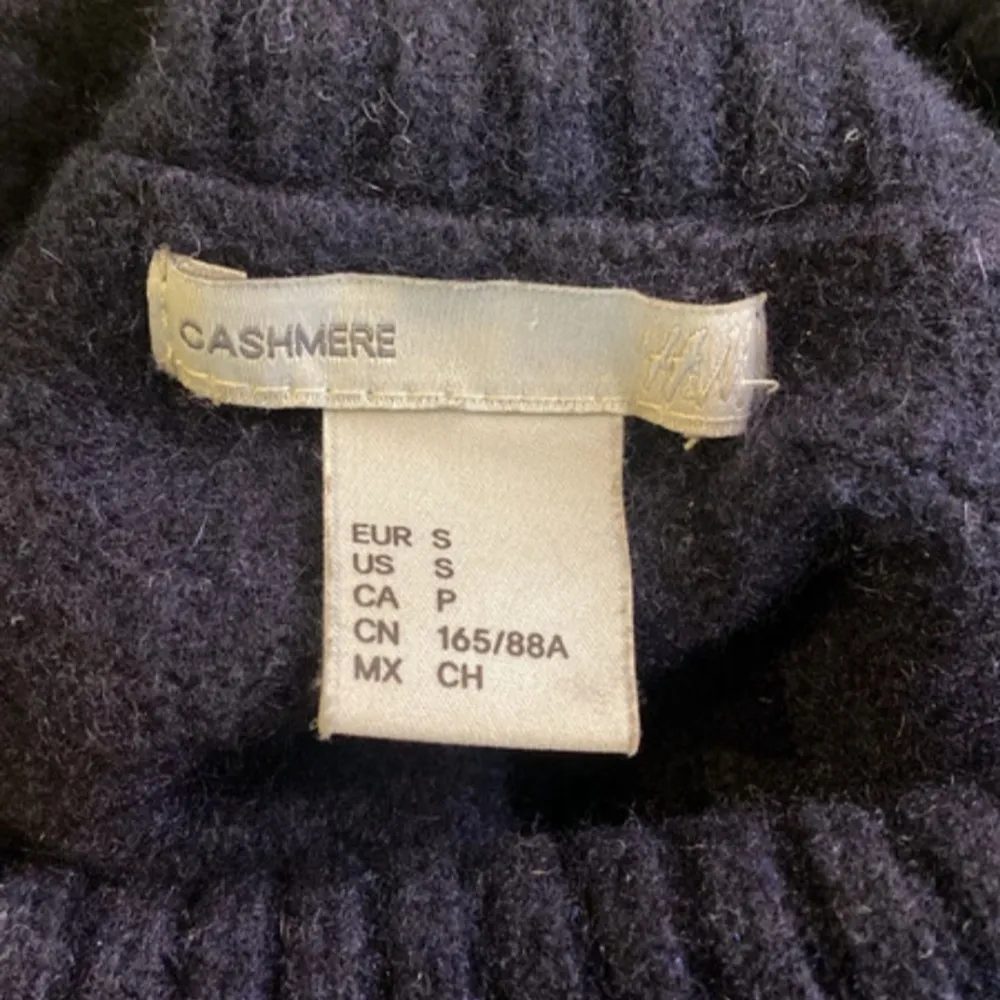 CASHMERE
H&M
EUR S
US S
CA P
CN 165/88A
MX CH